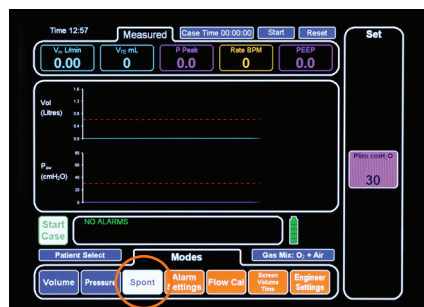 Time 12:57
Measured
Case Time 00:00:00
Start
Reset
Set
Vm L/min
0.00
VTE mL
0
P Peak
0.0
Rate BPM
0
PEEP
0.0
Vol
(Litres)
1.6
1.2
0.8
0.4
0.0
Paw
(cmH2O)
80
60
40
20
0
Plim cmH2O
30
Start
Case
NO ALARMS
Patient Select
Modes
Gas Mix: O2 + Air
Volume
Pressure
Spont
Alarm
Settings
Flow Cal
Screen
Volume
Time
Engineer
Settings